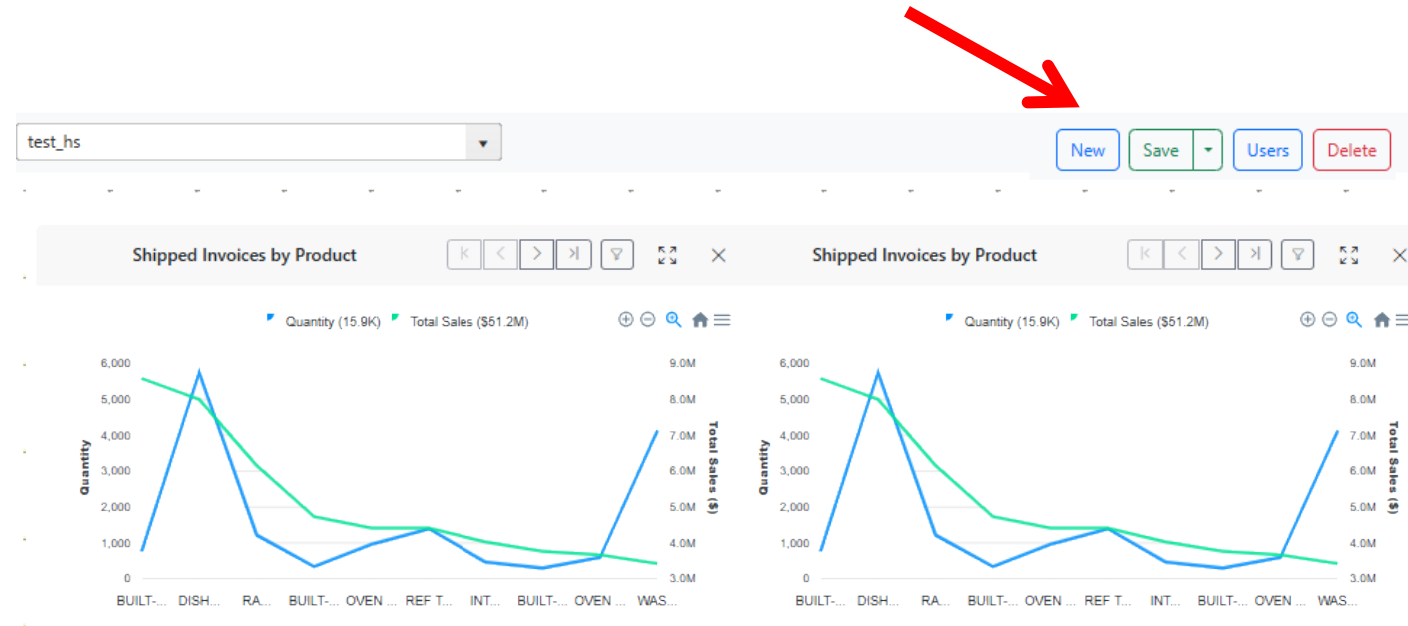 test_hs
New Save Users Delete
Shipped Invoices by Product Shipped Invoices by Product
Quantity (15.9K) Total Sales ($51.2M) Quantity (15.9K) Total Sales ($51.2M)
6,000 9.0M 6,000 9.0M
5,000 8.0M 5,000 8.0M
4,000 7.0M 4,000 7.0M
3,000 6.0M 3,000 6.0M
2,000 5.0M 2,000 5.0M
1,000 4.0M 1,000 4.0M
0 3.0M 0 3.0M
Quantity
Total Sales ($)
Quantity
Total Sales ($)
BUILT-... DISH... RA... BUILT-... OVEN ... REF T... INT... BUILT-... OVEN ... WAS... BUILT-... DISH... RA... BUILT-... OVEN ... REF T... INT... BUILT-... OVEN ... WAS...